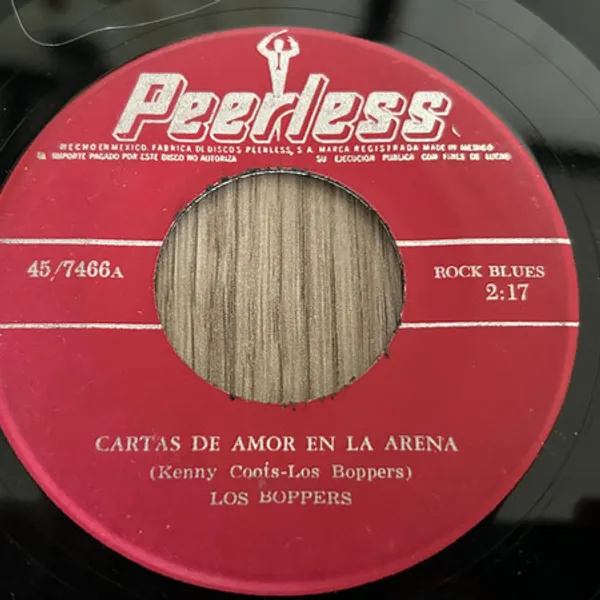 Peerless
HECHO EN MEXICO. FABRICA DE DISCOS PEERLESS, S.A. MARCA REGISTRADA MADE IN MEXICO
EL IMPORTE PAGADO POR ESTE DISCO NO AUTORIZA SU EJECUCION PUBLICA CON FINES DE LUCRO
45/7466A
ROCK BLUES
2:17
CARTAS DE AMOR EN LA ARENA
(Kenny Coots-Los Boppers)
LOS BOPPERS